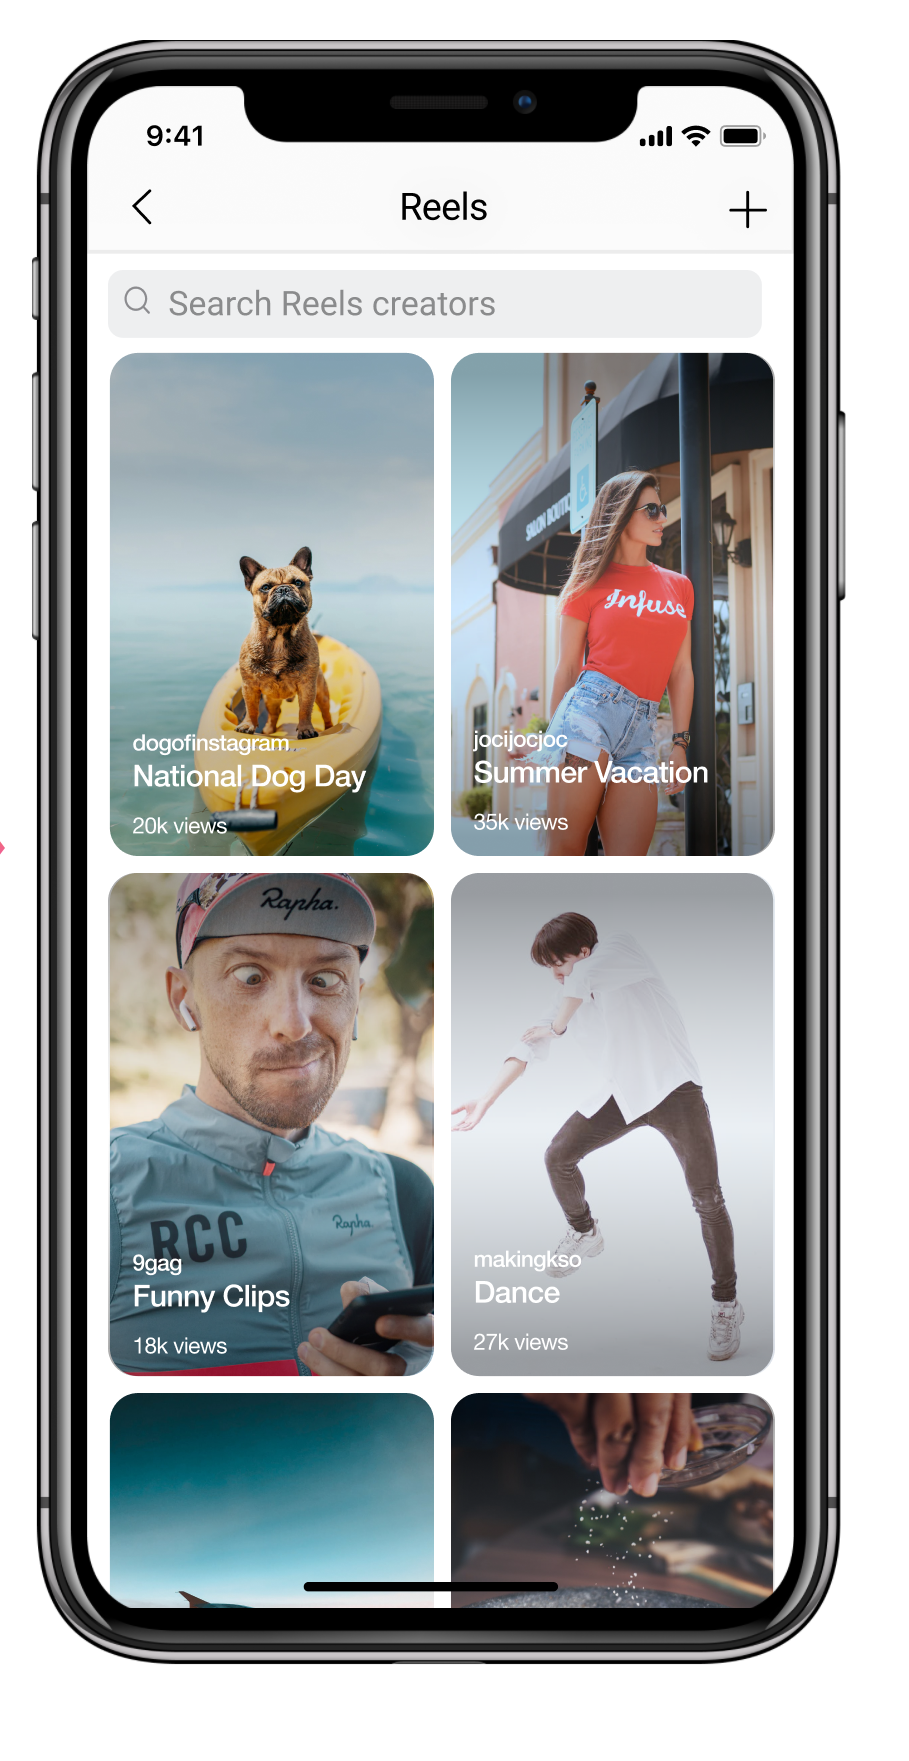 9:41
Reels
Search Reels creators
SALON BOUTIQ
Infuse
dogofinstagram
National Dog Day
20k views
jocijocjoc
Summer Vacation
35k views
Rapha.
RCC
Rapha.
9gag
Funny Clips
18k views
makingkso
Dance
27k views